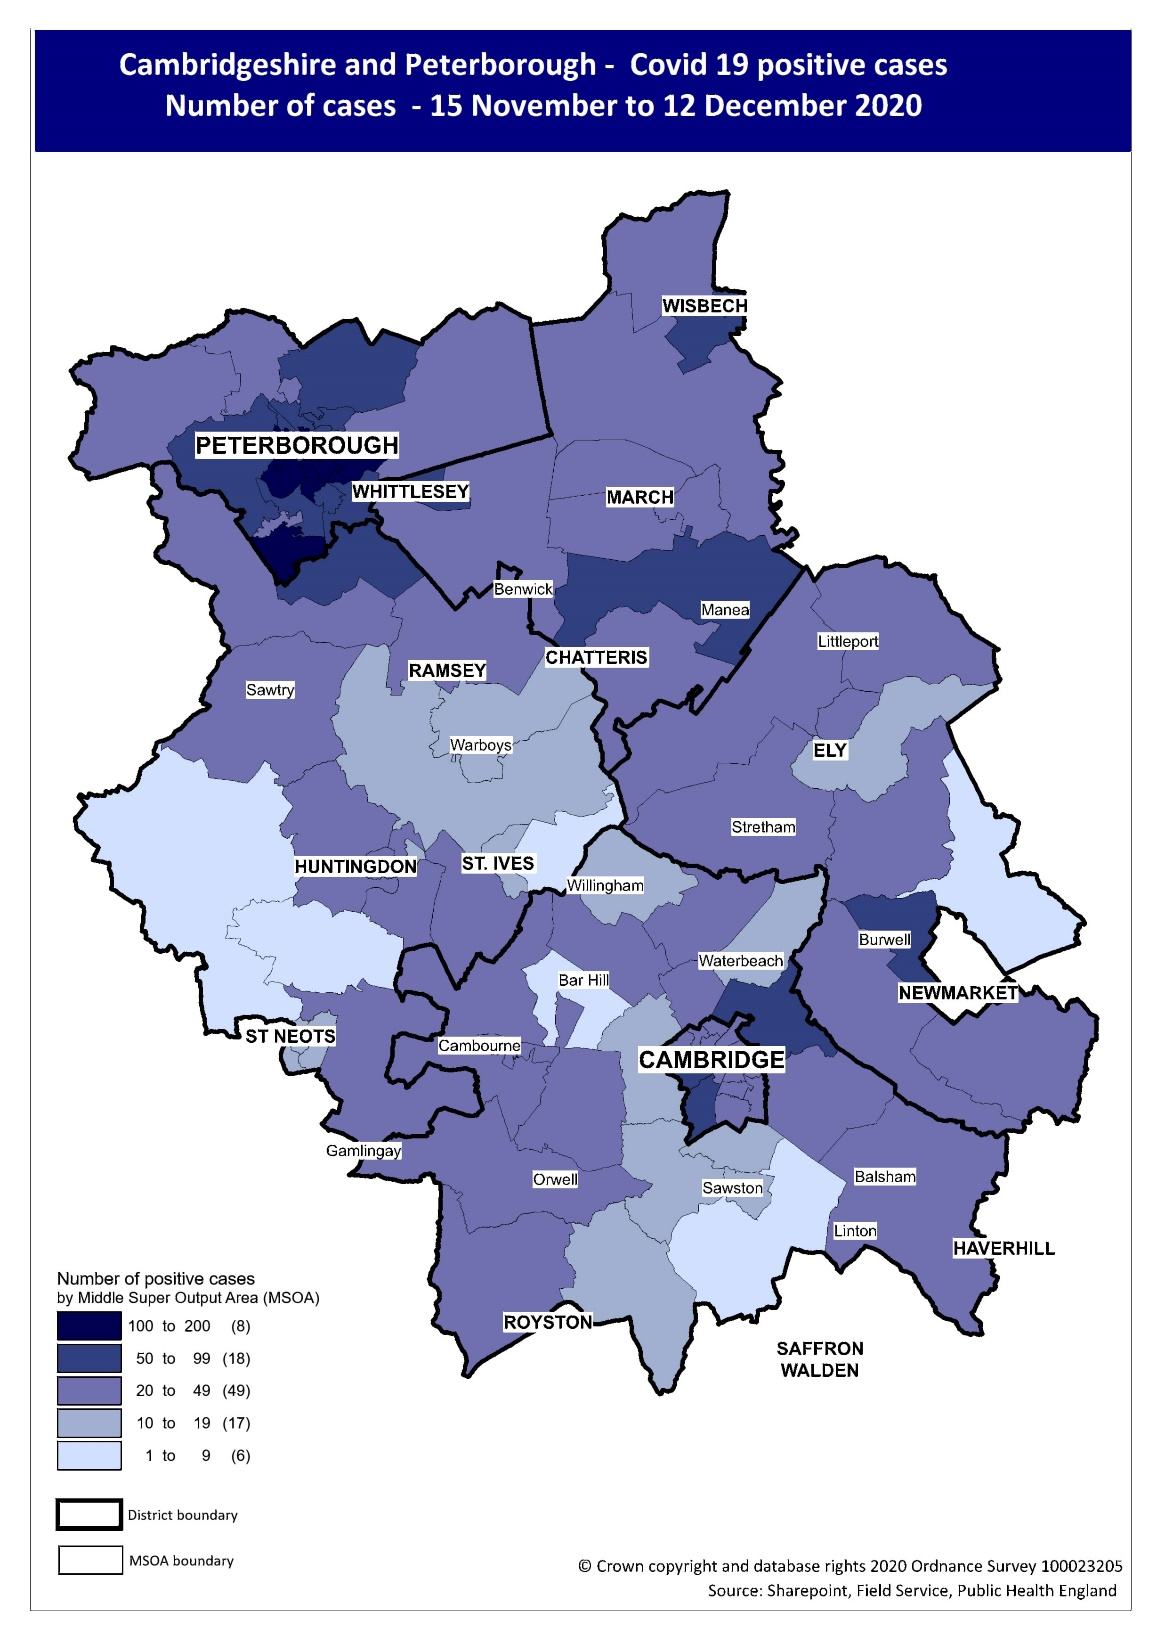 Cambridgeshire and Peterborough - Covid 19 positive cases
Number of cases - 15 November to 12 December 2020
WISBECH
PETERBOROUGH
WHITTLESEY
MARCH
Benwick
Manea
Littleport
CHATTERIS
RAMSEY
Sawtry
Warboys
ELY
Stretham
HUNTINGDON
ST. IVES
Willingham
Burwell
Waterbeach
Bar Hill
NEWMARKET
ST NEOTS
Cambourne
CAMBRIDGE
Gamlingay
Orwell
Sawston
Balsham
Linton
HAVERHILL
ROYSTON
SAFFRON
WALDEN
Number of positive cases
by Middle Super Output Area (MSOA)
100 to 200 (8)
50 to 99 (18)
20 to 49 (49)
10 to 19 (17)
1 to 9 (6)
District boundary
MSOA boundary
© Crown copyright and database rights 2020 Ordnance Survey 100023205
Source: Sharepoint, Field Service, Public Health England